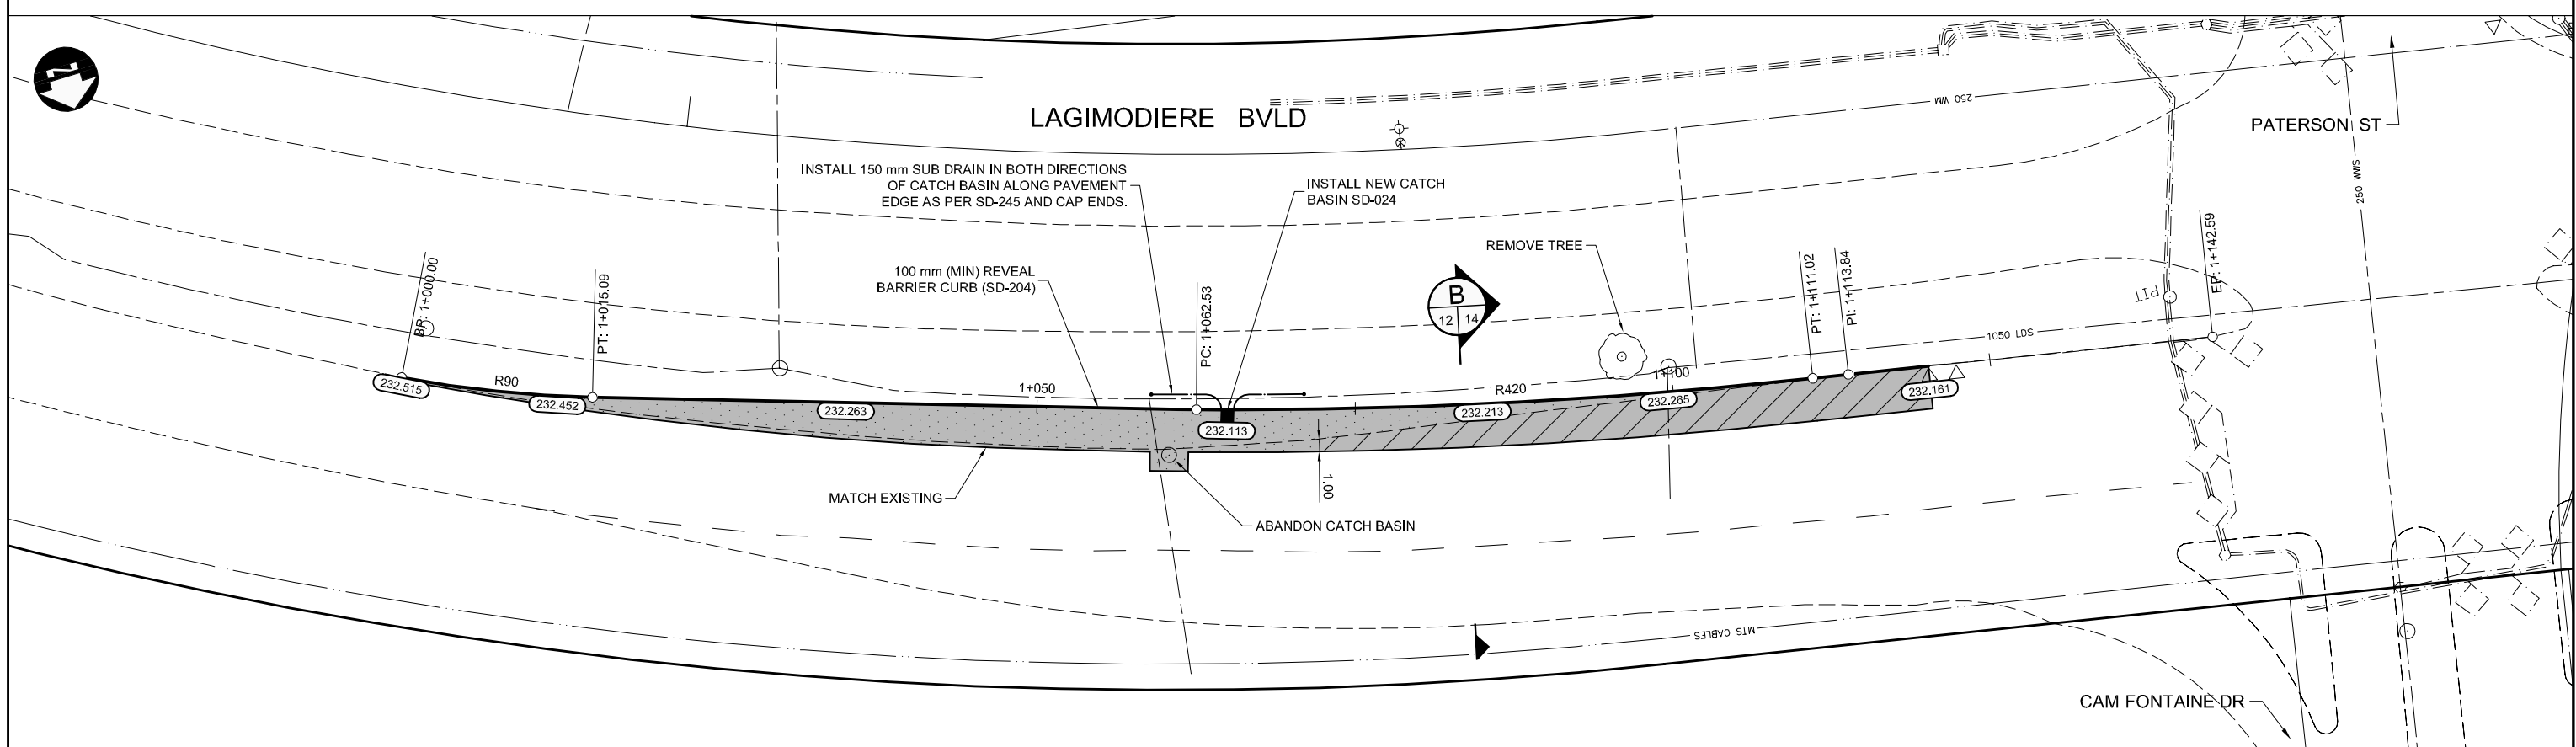 N
LAGIMODIERE BVLD
250 WM
PATERSON ST
250 WWS
INSTALL 150 mm SUB DRAIN IN BOTH DIRECTIONS
OF CATCH BASIN ALONG PAVEMENT
EDGE AS PER SD-245 AND CAP ENDS.
INSTALL NEW CATCH
BASIN SD-024
REMOVE TREE
100 mm (MIN) REVEAL
BARRIER CURB (SD-204)
BP: 1+000.00
PT: 1+015.09
PC: 1+062.53
B
12 14
PT: 1+111.02
PI: 1+113.84
EP: 1+142.59
PIT
1050 LDS
232.515
R90
232.452
232.263
1+050
232.113
R420
232.213
1+100
232.265
232.161
1.00
MATCH EXISTING
ABANDON CATCH BASIN
MTS CABLES
CAM FONTAINE DR